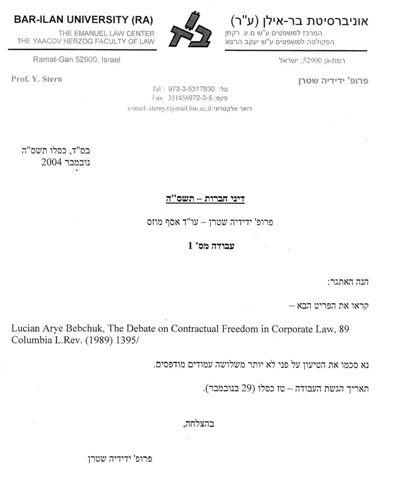 BAR-ILAN UNIVERSITY (RA)
THE EMANUEL LAW CENTER
THE YAACOV HERZOG FACULTY OF LAW
אוניברסיטת בר-אילן (ע"ר)
המרכז למשפטים ע"ש מ.ע. רקמן
הפקולטה למשפטים ע"ש יעקב הרצוג
Ramat-Gan 52900, Israel
רמת-גן 52900, ישראל
Prof. Y. Stern
פרופ' ידידיה שטרן
Tel : 972-3-5317830 טל:
Fax: 351856972-3-5 פקס:
e-mail: sternyz@mail.biu.ac.il דואר אלקטרוני:
בס"ד, כסלו תשס"ה
נובמבר 2004
דיני חברות – תשס"ה
פרופ' ידידיה שטרן – עו"ד אסף מוזס
עבודה מס' 1
הנה האתגר:
קראו את הפריט הבא –
Lucian Arye Bebchuk, The Debate on Contractual Freedom in Corporate Law, 89
Columbia L.Rev. (1989) 1395/
נא סכמו את הטיעון על פני לא יותר משלושה עמודים מודפסים.
תאריך הגשת העבודה – טז כסלו (29 בנובמבר).
בהצלחה,
פרופ' ידידיה שטרן